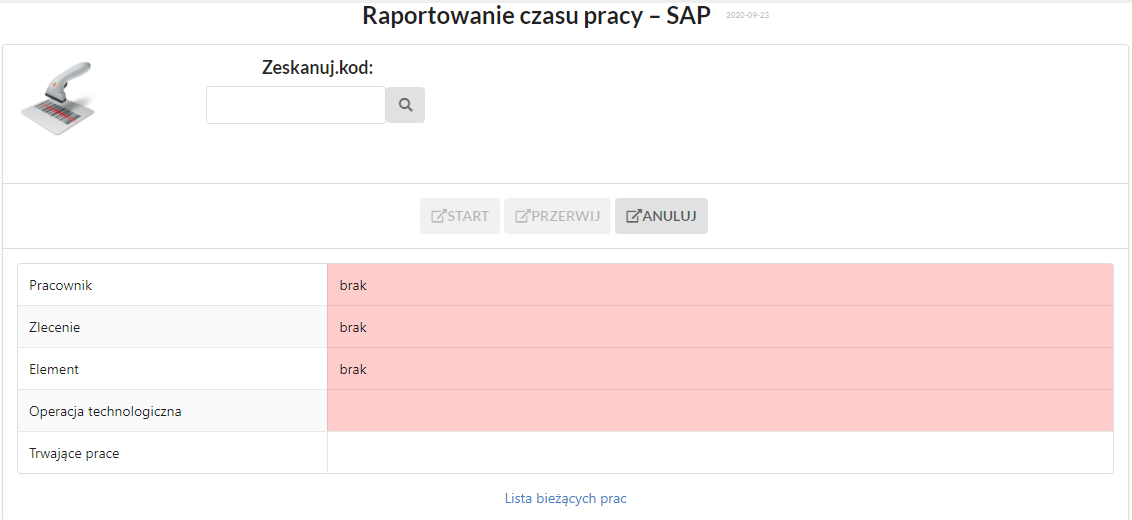 Raportowanie czasu pracy – SAP 2020-09-23
Zeskanuj.kod:
START PRZERWIJ ANULUJ
Pracownik brak
Zlecenie brak
Element brak
Operacja technologiczna
Trwające prace
Lista bieżących prac